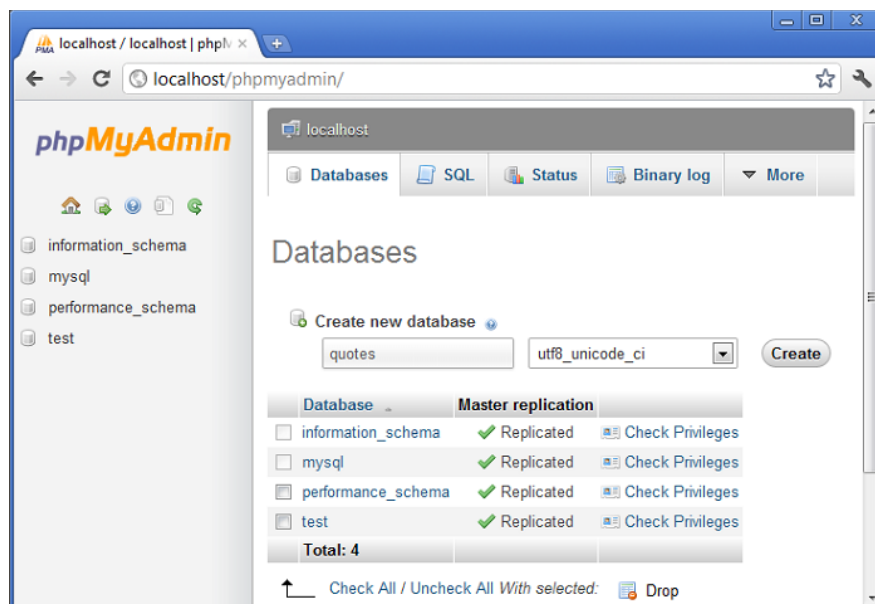 localhost / localhost | phpM
localhost/phpmyadmin/
phpMyAdmin
information_schema
mysql
performance_schema
test
localhost
Databases SQL Status Binary log More
Databases
Create new database
quotes utf8_unicode_ci Create
Database Master replication
information_schema Replicated Check Privileges
mysql Replicated Check Privileges
performance_schema Replicated Check Privileges
test Replicated Check Privileges
Total: 4
Check All / Uncheck All With selected: Drop